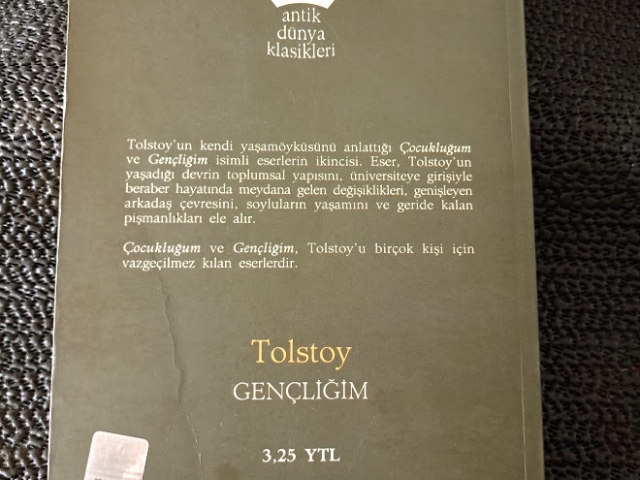 antik
dünya
klasikleri
Tolstoy'un kendi yaşamöyküsünü anlattığı Çocukluğum
ve Gençliğim isimli eserlerin ikincisi. Eser, Tolstoy'un
yaşadığı devrin toplumsal yapısını, üniversiteye girişiyle
beraber hayatında meydana gelen değişiklikleri, genişleyen
arkadaş çevresini, soyluların yaşamını ve geride kalan
pişmanlıkları ele alır.
Çocukluğum ve Gençliğim, Tolstoy'u birçok kişi için
vazgeçilmez kılan eserlerdir.
Tolstoy
GENÇLİĞİM
3,25 YTL